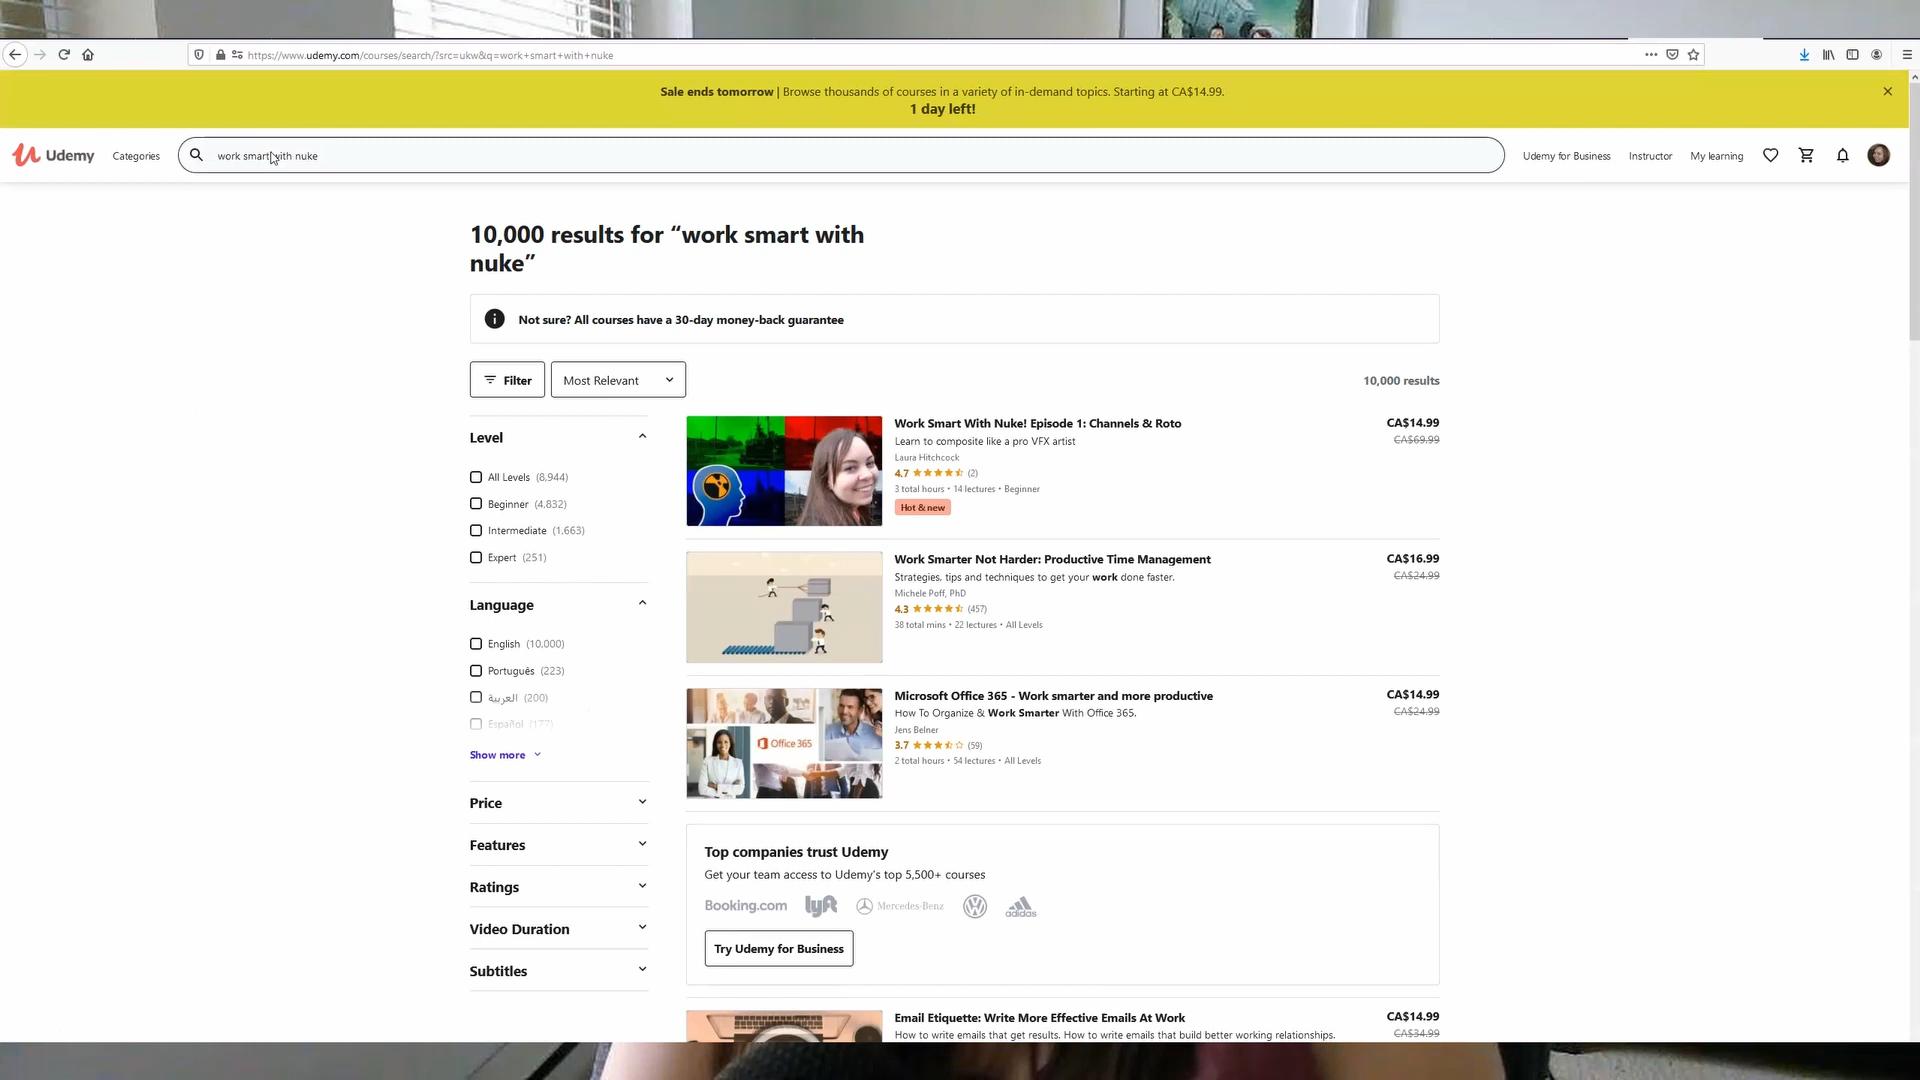 https://www.udemy.com/courses/search/?src=ukw&q=work+smart+with+nuke
Sale ends tomorrow | Browse thousands of courses in a variety of in-demand topics. Starting at CA$14.99.
1 day left!
Udemy
Categories
work smart with nuke
Udemy for Business
Instructor
My learning
10,000 results for “work smart with
nuke”
Not sure? All courses have a 30-day money-back guarantee
Filter
Most Relevant
10,000 results
Level
All Levels (8,944)
Beginner (4,832)
Intermediate (1,663)
Expert (251)
Language
English (10,000)
Português (223)
العربية (200)
Español (177)
Show more
Price
Features
Ratings
Video Duration
Subtitles
Work Smart With Nuke! Episode 1: Channels & Roto
CA$14.99
Learn to composite like a pro VFX artist
CA$69.99
Laura Hitchcock
4.7 (2)
3 total hours • 14 lectures • Beginner
Hot & new
Work Smarter Not Harder: Productive Time Management
CA$16.99
Strategies, tips and techniques to get your work done faster.
CA$24.99
Michele Poff, PhD
4.3 (457)
38 total mins • 22 lectures • All Levels
Office 365
Microsoft Office 365 - Work smarter and more productive
CA$14.99
How To Organize & Work Smarter With Office 365.
CA$24.99
Jens Belner
3.7 (59)
2 total hours • 54 lectures • All Levels
Top companies trust Udemy
Get your team access to Udemy's top 5,500+ courses
Booking.com
lyft
Mercedes-Benz
adidas
Try Udemy for Business
Email Etiquette: Write More Effective Emails At Work
CA$14.99
How to write emails that get results. How to write emails that build better working relationships.
CA$34.99